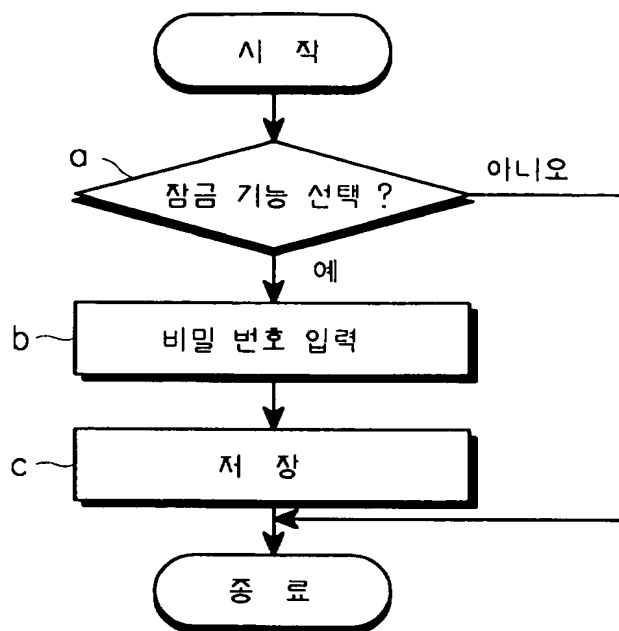 시 작
a
잠금 기능 선택 ?
아니오
예
b
비밀 번호 입력
c
저 장
종 료